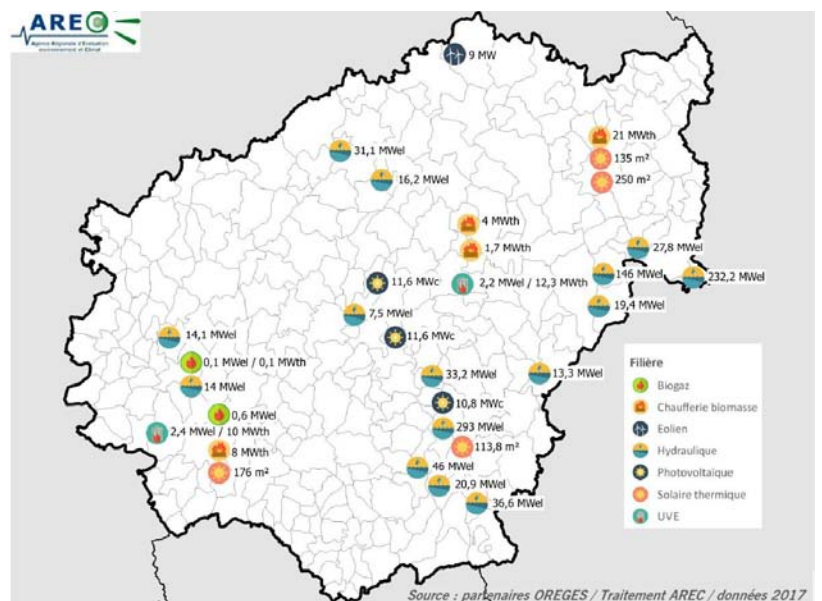 AREC
Agence Régionale d'Evaluation
environnement et Climat
9 MW
21 MWth
31,1 MWel
135 m²
16,2 MWel
250 m²
4 MWth
27,8 MWel
1,7 MWth
146 MWel
232,2 MWel
11,6 MWc
2,2 MWel / 12,3 MWth
19,4 MWel
7,5 MWel
14,1 MWel
11,6 MWc
0,1 MWel / 0,1 MWth
33,2 MWel
13,3 MWel
14 MWel
10,8 MWc
0,6 MWel
293 MWel
2,4 MWel / 10 MWth
113,8 m²
8 MWth
46 MWel
176 m²
20,9 MWel
36,6 MWel
Filière
Biogaz
Chaufferie biomasse
Eolien
Hydraulique
Photovoltaïque
Solaire thermique
UVE
Source : partenaires OREGES / Traitement AREC / données 2017